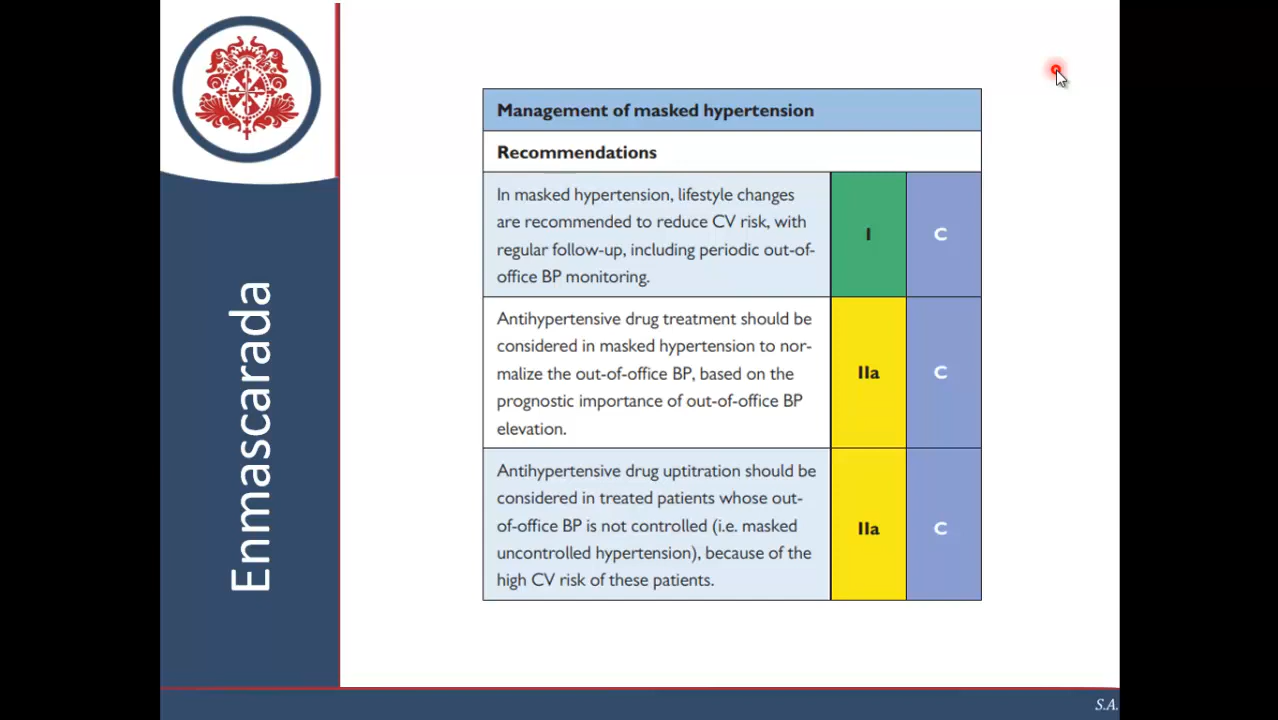 Enmascarada
Management of masked hypertension
Recommendations
In masked hypertension, lifestyle changes
are recommended to reduce CV risk, with
regular follow-up, including periodic out-of-
office BP monitoring.
I
C
Antihypertensive drug treatment should be
considered in masked hypertension to nor-
malize the out-of-office BP, based on the
prognostic importance of out-of-office BP
elevation.
IIa
C
Antihypertensive drug uptitration should be
considered in treated patients whose out-
of-office BP is not controlled (i.e. masked
uncontrolled hypertension), because of the
high CV risk of these patients.
IIa
C
S.A.